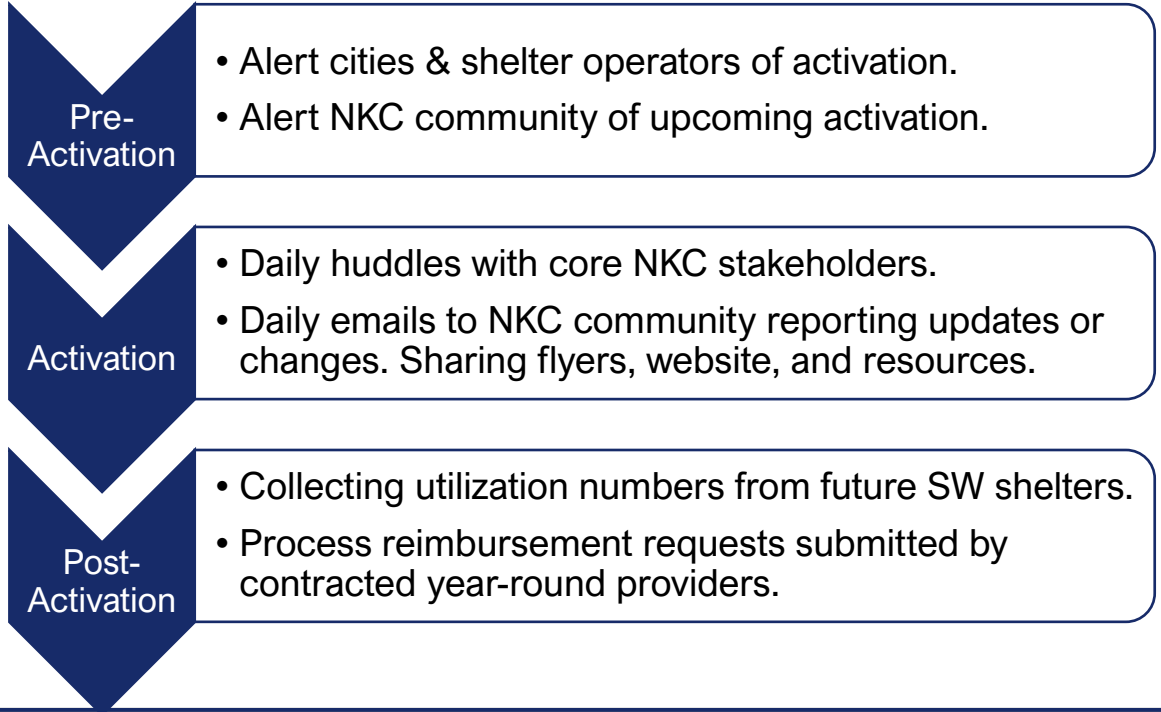 Pre-
Activation
• Alert cities & shelter operators of activation.
• Alert NKC community of upcoming activation.
Activation
• Daily huddles with core NKC stakeholders.
• Daily emails to NKC community reporting updates or
changes. Sharing flyers, website, and resources.
Post-
Activation
• Collecting utilization numbers from future SW shelters.
• Process reimbursement requests submitted by
contracted year-round providers.